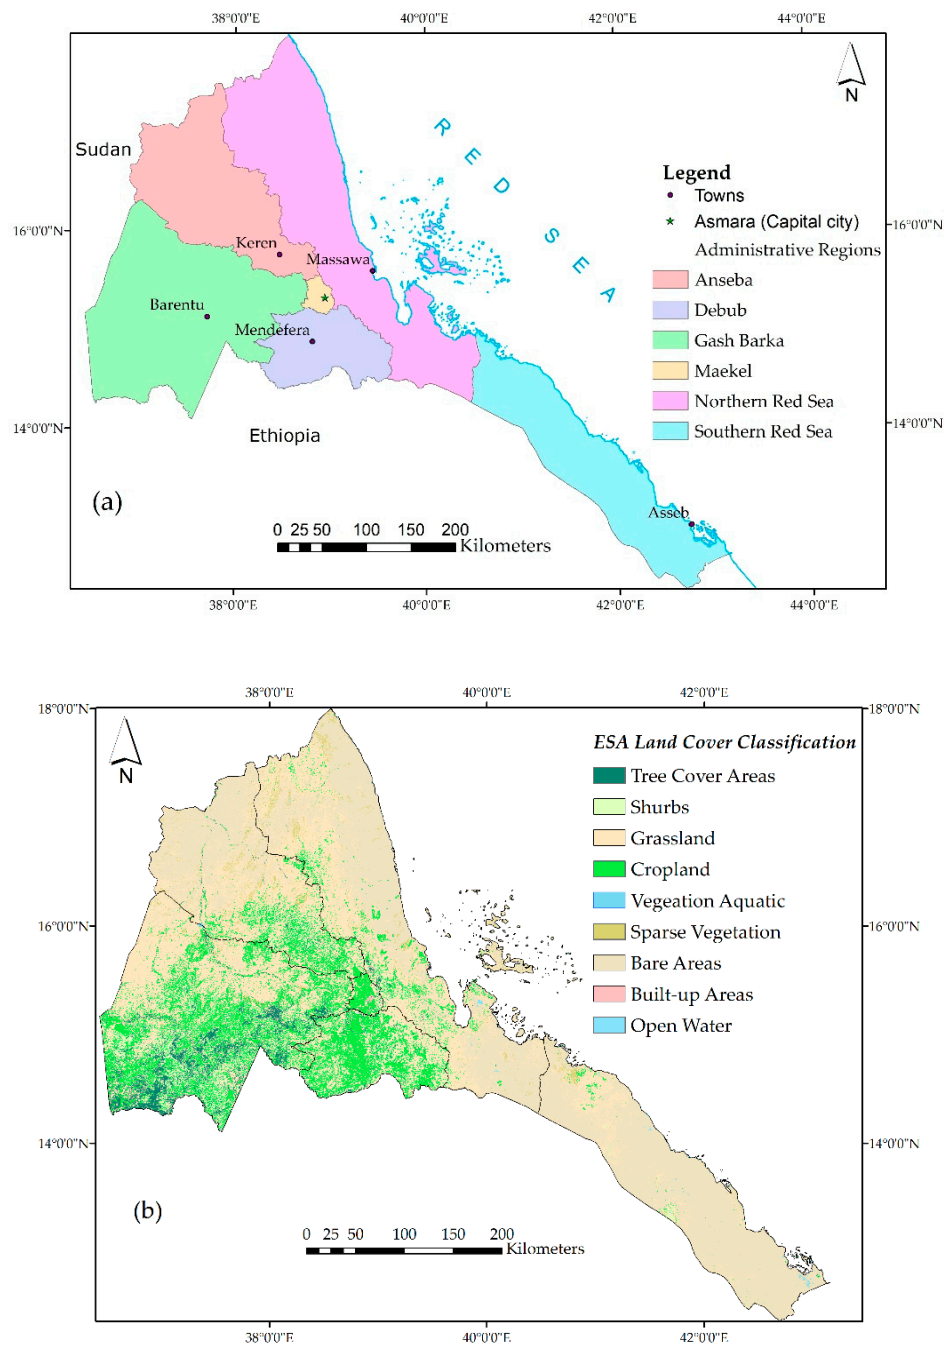 38°0'0"E 40°0'0"E 42°0'0"E 44°0'0"E
N
RED SEA
Sudan
Legend
Towns
Asmara (Capital city)
Administrative Regions
Anseba
Debub
Gash Barka
Maekel
Northern Red Sea
Southern Red Sea
16°0'0"N 16°0'0"N
Keren
Massawa
Barentu
Mendefera
14°0'0"N 14°0'0"N
Ethiopia
Asseb
(a)
0 25 50 100 150 200
Kilometers
38°0'0"E 40°0'0"E 42°0'0"E 44°0'0"E
38°0'0"E 40°0'0"E 42°0'0"E
18°0'0"N 18°0'0"N
N
ESA Land Cover Classification
Tree Cover Areas
Shurbs
Grassland
Cropland
Vegeation Aquatic
Sparse Vegetation
Bare Areas
Built-up Areas
Open Water
16°0'0"N 16°0'0"N
14°0'0"N 14°0'0"N
(b)
0 25 50 100 150 200
Kilometers
38°0'0"E 40°0'0"E 42°0'0"E